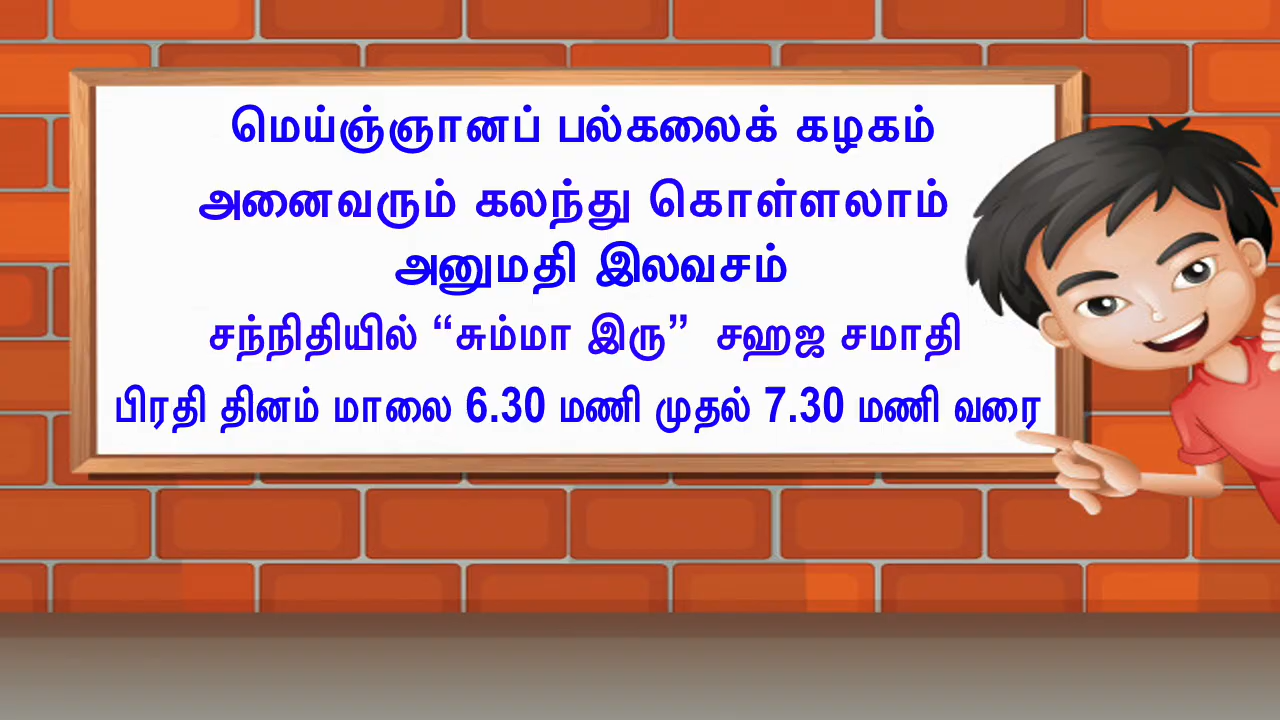 மெய்ஞ்ஞானப் பல்கலைக் கழகம்
அனைவரும் கலந்து கொள்ளலாம்
அனுமதி இலவசம்
சந்நிதியில் “சும்மா இரு” சஹஜ சமாதி
பிரதி தினம் மாலை 6.30 மணி முதல் 7.30 மணி வரை